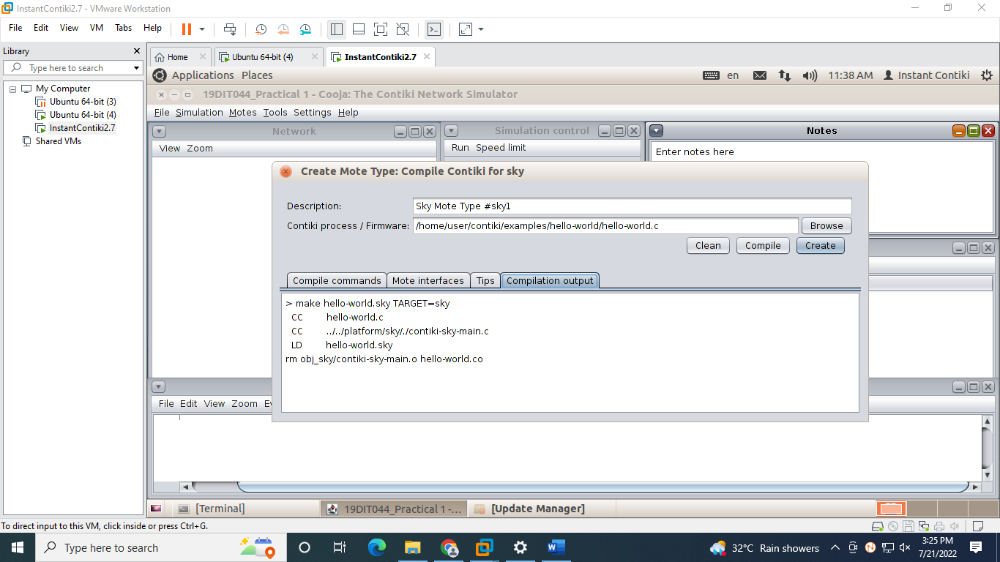 InstantContiki2.7 - VMware Workstation
File Edit View VM Tabs Help
Library
Type here to search
My Computer
Ubuntu 64-bit (3)
Ubuntu 64-bit (4)
InstantContiki2.7
Shared VMs
Home Ubuntu 64-bit (4) InstantContiki2.7
Applications Places en 11:38 AM Instant Contiki
19DIT044_Practical 1 - Cooja: The Contiki Network Simulator
File Simulation Motes Tools Settings Help
Network Simulation control Notes
View Zoom Run Speed limit Enter notes here
Create Mote Type: Compile Contiki for sky
Description: Sky Mote Type #sky1
Contiki process / Firmware: /home/user/contiki/examples/hello-world/hello-world.c Browse
Clean Compile Create
Compile commands Mote interfaces Tips Compilation output
> make hello-world.sky TARGET=sky
CC hello-world.c
CC ../../platform/sky/./contiki-sky-main.c
LD hello-world.sky
rm obj_sky/contiki-sky-main.o hello-world.co
File Edit View Zoom
[Terminal] 19DIT044_Practical 1 -... [Update Manager]
To direct input to this VM, click inside or press Ctrl+G.
Type here to search 32°C Rain showers 3:25 PM
7/21/2022